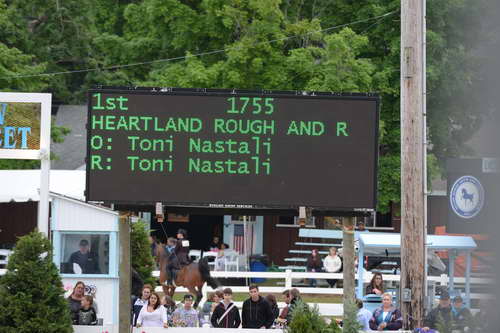 1st 1755
HEARTLAND ROUGH AND R
O: Toni Nastali
R: Toni Nastali